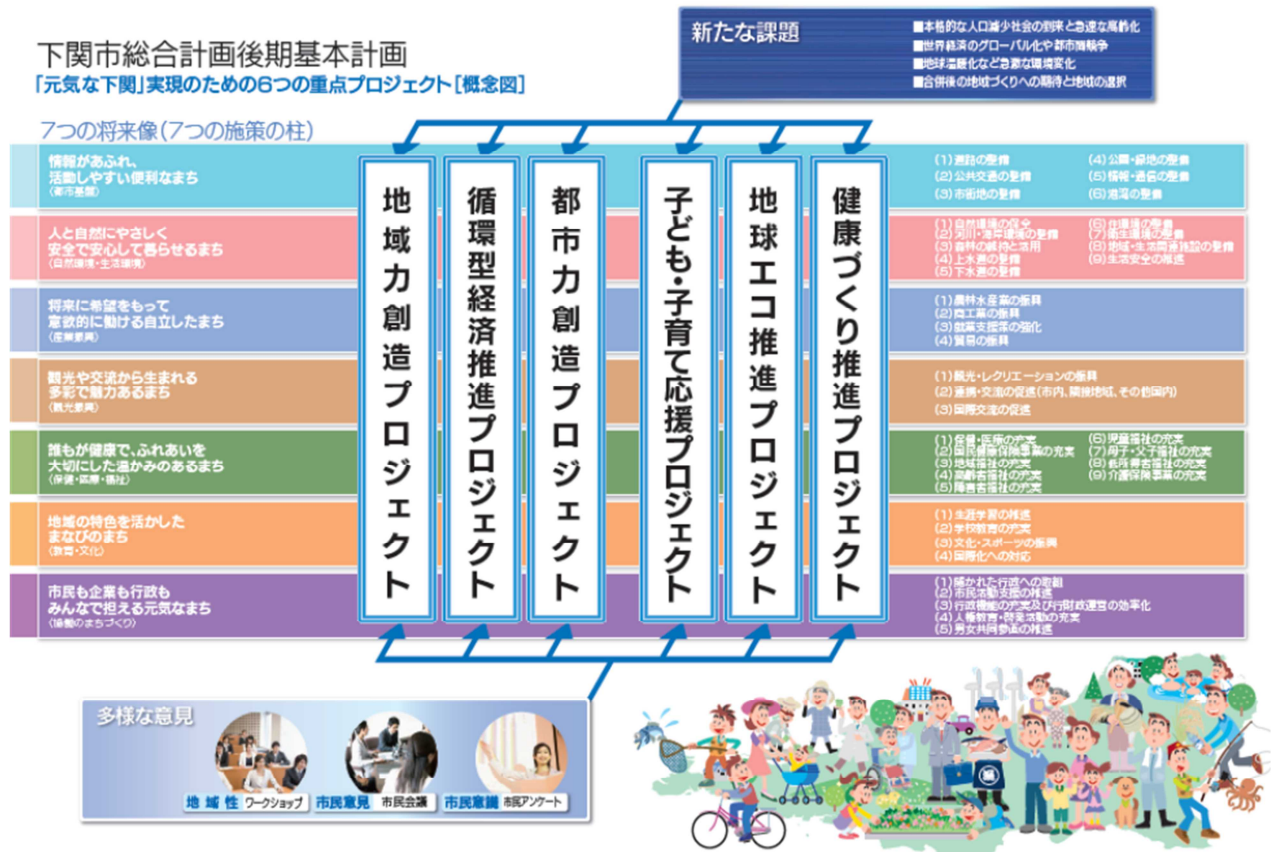 下関市総合計画後期基本計画
「元気な下関」実現のための6つの重点プロジェクト[概念図]
新たな課題
■本格的な人口減少社会の到来と急速な高齢化
■世界経済のグローバル化や都市間競争
■地球温暖化など急激な環境変化
■合併後の地域づくりへの期待と地域の選択
7つの将来像(7つの施策の柱)
情報があふれ、
活動しやすい便利なまち
(都市基盤)
(1)道路の整備
(2)公共交通の整備
(3)市街地の整備
(4)公園・緑地の整備
(5)情報・通信の整備
(6)港湾の整備
人と自然にやさしく
安全で安心して暮らせるまち
(自然環境・生活環境)
(1)自然環境の保全
(2)河川・海岸環境の整備
(3)森林の維持と活用
(4)上水道の整備
(5)下水道の整備
(6)住環境の整備
(7)衛生環境の整備
(8)地域・生活関連施設の整備
(9)生活安全の推進
将来に希望をもって
意欲的に働ける自立したまち
(産業振興)
(1)農林水産業の振興
(2)商工業の振興
(3)就業支援策の強化
(4)貿易の振興
観光や交流から生まれる
多彩で魅力あるまち
(観光振興)
(1)観光・レクリエーションの振興
(2)連携・交流の促進(市内、隣接地域、その他国内)
(3)国際交流の促進
誰もが健康で、ふれあいを
大切にした温かみのあるまち
(保健・医療・福祉)
(1)保健・医療の充実
(2)国民健康保険事業の充実
(3)地域福祉の充実
(4)高齢者福祉の充実
(5)障害者福祉の充実
(6)児童福祉の充実
(7)母子・父子福祉の充実
(8)低所得者福祉の充実
(9)介護保険事業の充実
地域の特色を活かした
まなびのまち
(教育・文化)
(1)生涯学習の推進
(2)学校教育の充実
(3)文化・スポーツの振興
(4)国際化への対応
市民も企業も行政も
みんなで担える元気なまち
(協働のまちづくり)
(1)開かれた行政への取組
(2)市民活動支援の推進
(3)行政機能の充実及び行財政運営の効率化
(4)人権教育・啓発活動の充実
(5)男女共同参画の推進
地域力創造プロジェクト
循環型経済推進プロジェクト
都市力創造プロジェクト
子ども・子育て応援プロジェクト
地球エコ推進プロジェクト
健康づくり推進プロジェクト
多様な意見
地域性 ワークショップ
市民意見 市民会議
市民意識 市民アンケート